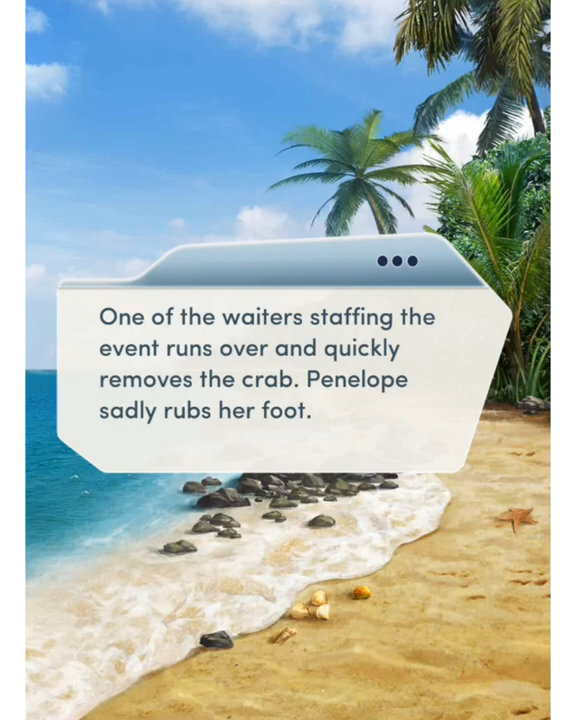 One of the waiters staffing the
event runs over and quickly
removes the crab. Penelope
sadly rubs her foot.